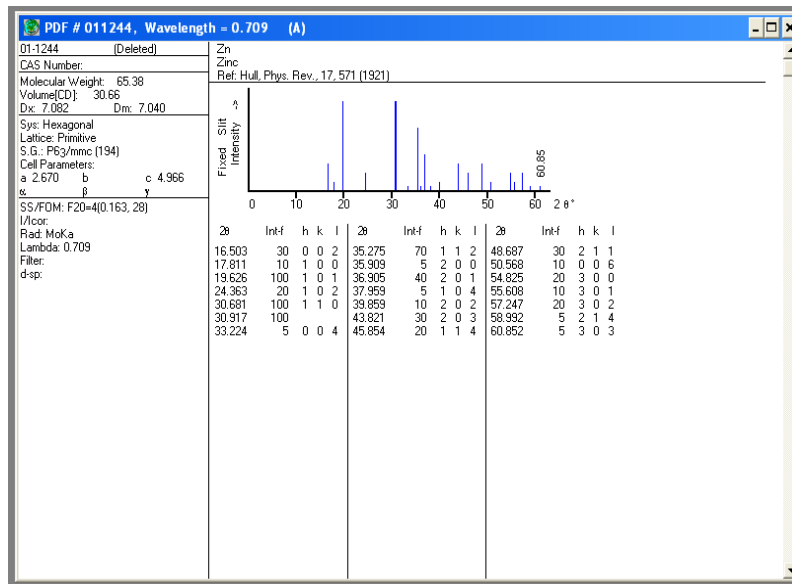 PDF # 011244, Wavelength = 0.709 (A)
01-1244 (Deleted)
CAS Number:
Molecular Weight: 65.38
Volume[CD]: 30.66
Dx: 7.082 Dm: 7.040
Sys: Hexagonal
Lattice: Primitive
S.G.: P63/mmc (194)
Cell Parameters:
a 2.670 b c 4.966
α β γ
SS/FOM: F20=4(0.163, 28)
I/Icor:
Rad: MoKa
Lambda: 0.709
Filter:
d-sp:
Zn
Zinc
Ref: Hull, Phys. Rev., 17, 571 (1921)
Fixed Slit
Intensity ->
60.85
0 10 20 30 40 50 60 2 θ°
2θ Int-f h k l 2θ Int-f h k l 2θ Int-f h k l
16.503 30 0 0 2 35.275 70 1 1 2 48.687 30 2 1 1
17.811 10 1 0 0 35.909 5 2 0 0 50.568 10 0 0 6
19.626 100 1 0 1 36.905 40 2 0 1 54.825 20 3 0 0
24.363 20 1 0 2 37.959 5 1 0 4 55.608 10 3 0 1
30.681 100 1 1 0 39.859 10 2 0 2 57.247 20 3 0 2
30.917 100 43.821 30 2 0 3 58.992 5 2 1 4
33.224 5 0 0 4 45.854 20 1 1 4 60.852 5 3 0 3